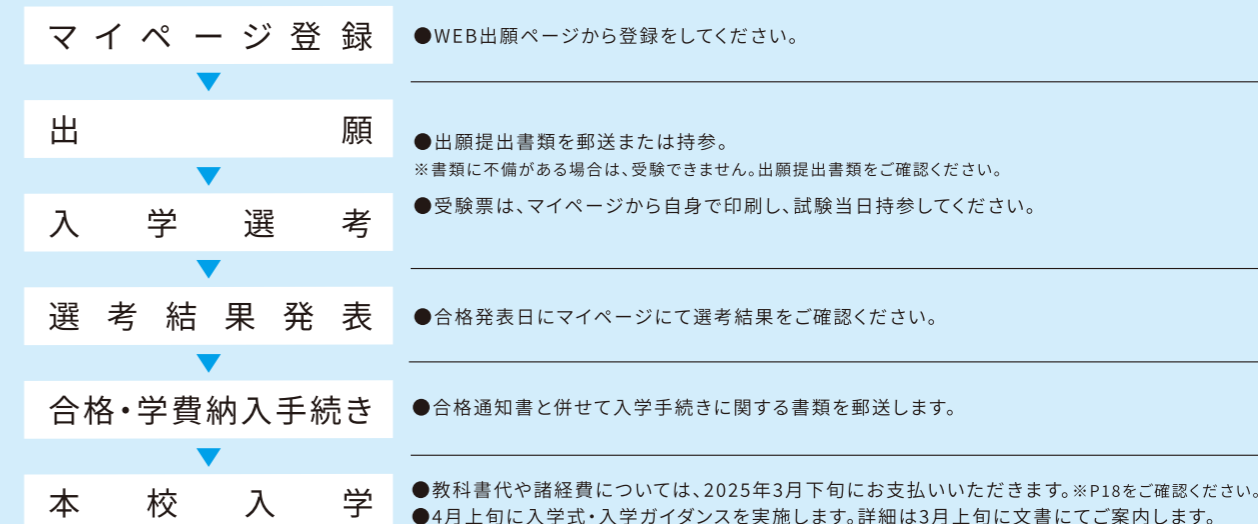 マイページ登録
●WEB出願ページから登録をしてください。
出願
●出願提出書類を郵送または持参。
※書類に不備がある場合は、受験できません。出願提出書類をご確認ください。
入学選考
●受験票は、マイページから自身で印刷し、試験当日持参してください。
選考結果発表
●合格発表日にマイページにて選考結果をご確認ください。
合格・学費納入手続き
●合格通知書と併せて入学手続きに関する書類を郵送します。
本校入学
●教科書代や諸経費については、2025年3月下旬にお支払いいただきます。※P18をご確認ください。
●4月上旬に入学式・入学ガイダンスを実施します。詳細は3月上旬に文書にてご案内します。